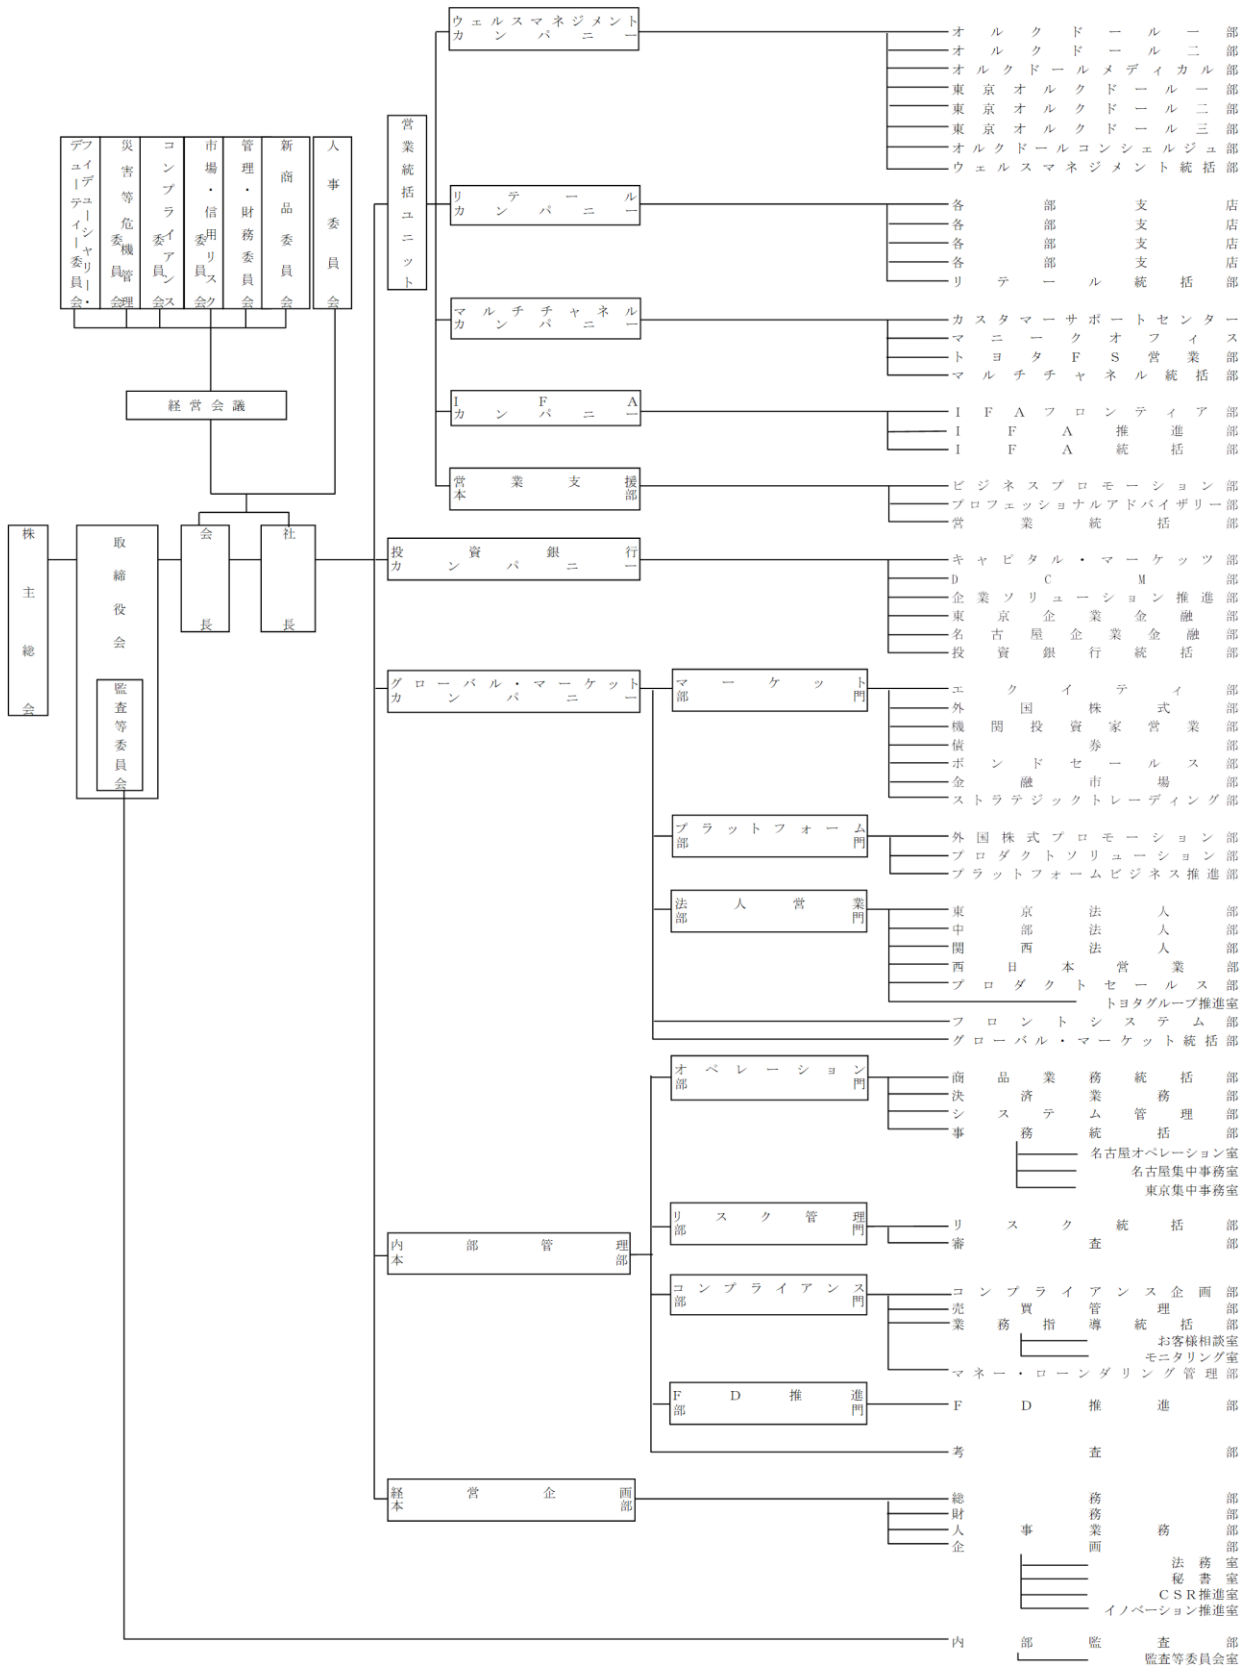 株主総会
取締役会
監査等委員会
会長
社長
経営会議
フィデューシャリー・
デューティー委員会
災害等危機管理
委員会
コンプライアンス
委員会
市場・信用リスク
委員会
管理・財務委員会
新商品委員会
人事委員会
営業統括ユニット
ウェルスマネジメント
カンパニー
オルクドール一部
オルクドール二部
オルクドールメディカル部
東京オルクドール一部
東京オルクドール二部
東京オルクドール三部
オルクドールコンシェルジュ部
ウェルスマネジメント統括部
リテール
カンパニー
各部支店
各部支店
各部支店
各部支店
リテール統括部
マルチチャネル
カンパニー
カスタマーサポートセンター
マニークオフィス
トヨタFS営業部
マルチチャネル統括部
IFA
カンパニー
IFAフロンティア部
IFA推進部
IFA統括部
営業支援
本部
ビジネスプロモーション部
プロフェッショナルアドバイザリー部
営業統括部
投資銀行
カンパニー
キャピタル・マーケッツ部
DCM部
企業ソリューション推進部
東京企業金融部
名古屋企業金融部
投資銀行統括部
グローバル・マーケット
カンパニー
マーケット
部門
エクイティ部
外国株式部
機関投資家営業部
債券部
ボンドセールス部
金融市場部
ストラテジックトレーディング部
プラットフォーム
部門
外国株式プロモーション部
プロダクトソリューション部
プラットフォームビジネス推進部
法人営業
部門
東京法人部
中部法人部
関西法人部
西日本営業部
プロダクトセールス部
トヨタグループ推進室
フロントシステム部
グローバル・マーケット統括部
内部管理
本部
オペレーション
部門
商品業務統括部
決済業務部
システム管理部
事務統括部
名古屋オペレーション室
名古屋集中事務室
東京集中事務室
リスク管理
部門
リスク統括部
審査部
コンプライアンス
部門
コンプライアンス企画部
売買管理部
業務指導統括部
お客様相談室
モニタリング室
マネー・ローンダリング管理部
FD推進
部門
FD推進部
考査部
経営企画
本部
総務部
財務部
人事業務部
企画部
法務室
秘書室
CSR推進室
イノベーション推進室
内部監査部
監査等委員会室